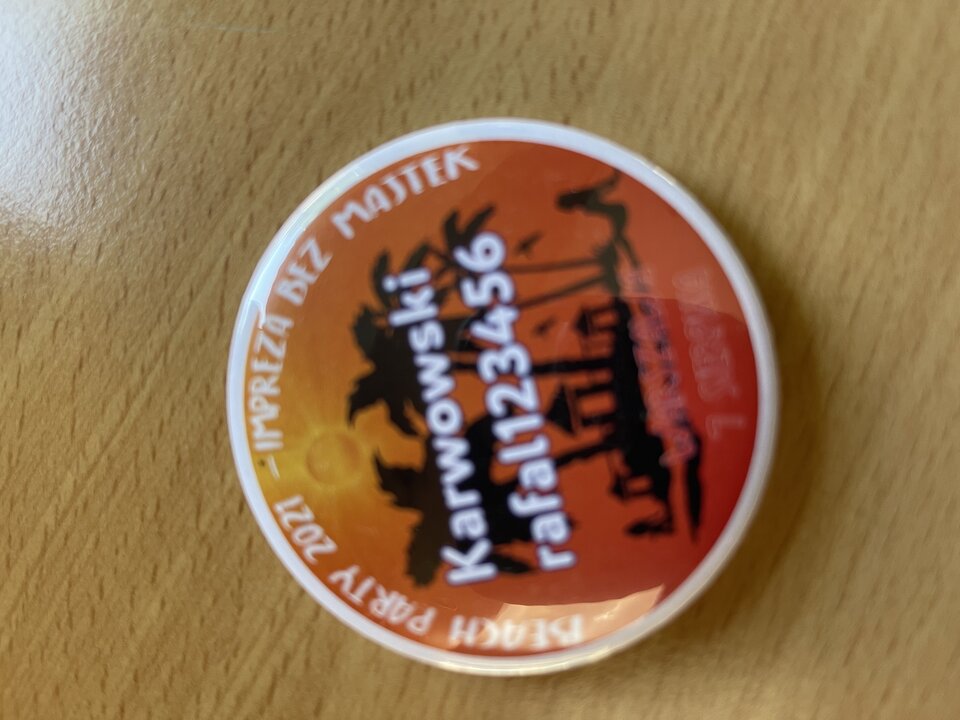 BEACH PARTY 2021 – IMPREZA BEZ MAJTEK
Karwowski
rafal123456